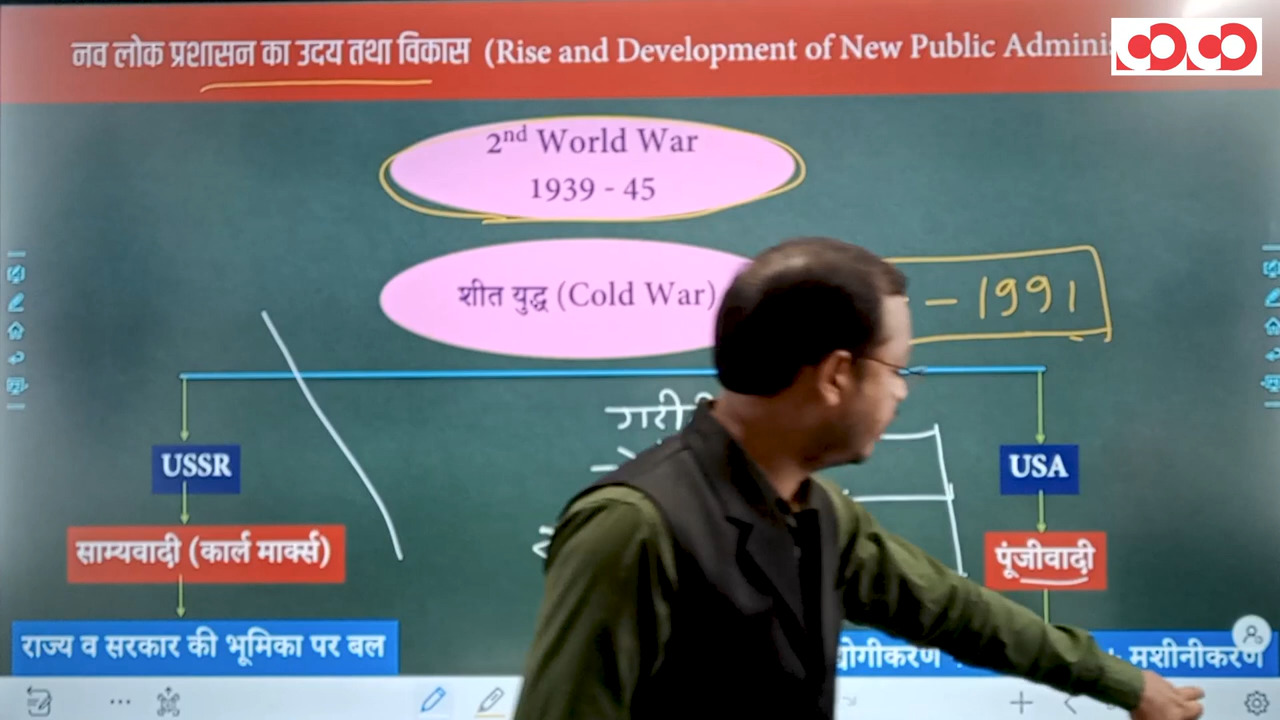 नव लोक प्रशासन का उदय तथा विकास (Rise and Development of New Public
2nd World War
1939 - 45
शीत युद्ध (Cold War)
- 1991
USSR
USA
साम्यवादी (कार्ल मार्क्स)
पूंजीवादी
राज्य व सरकार की भूमिका पर बल
मशीनीकरण